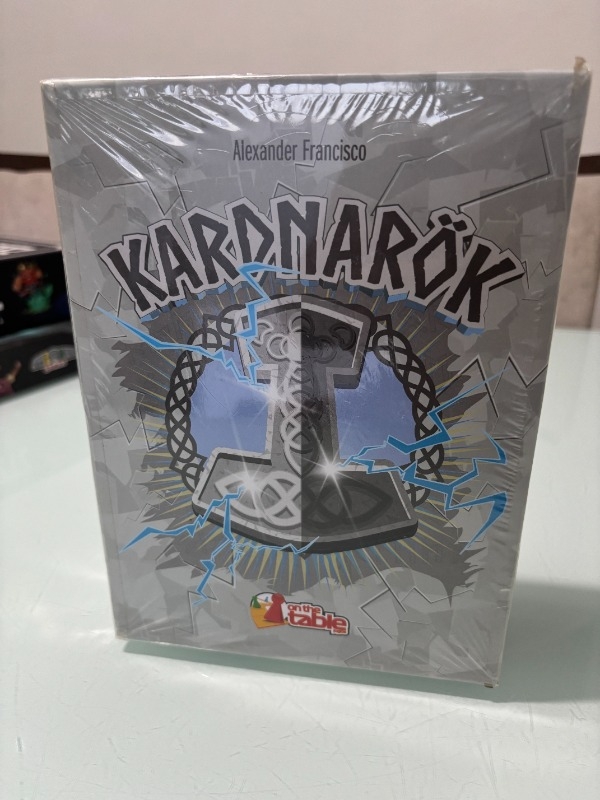 Alexander Francisco
KARDNARÖK
on the
table